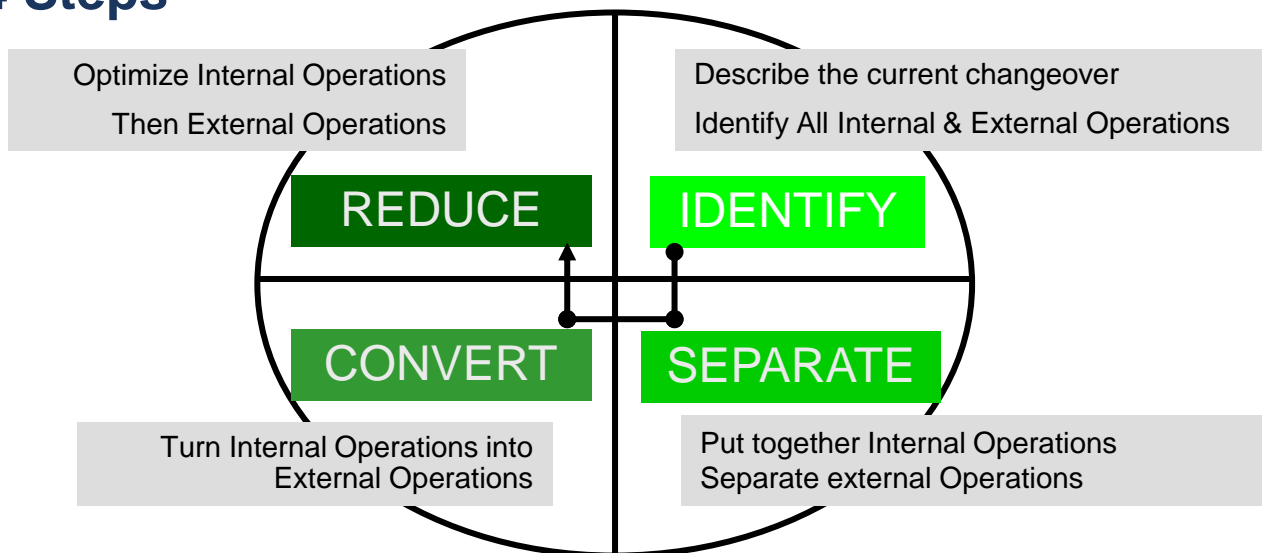 Steps
Optimize Internal Operations
Then External Operations
Describe the current changeover
Identify All Internal & External Operations
REDUCE
IDENTIFY
CONVERT
SEPARATE
Turn Internal Operations into
External Operations
Put together Internal Operations
Separate external Operations